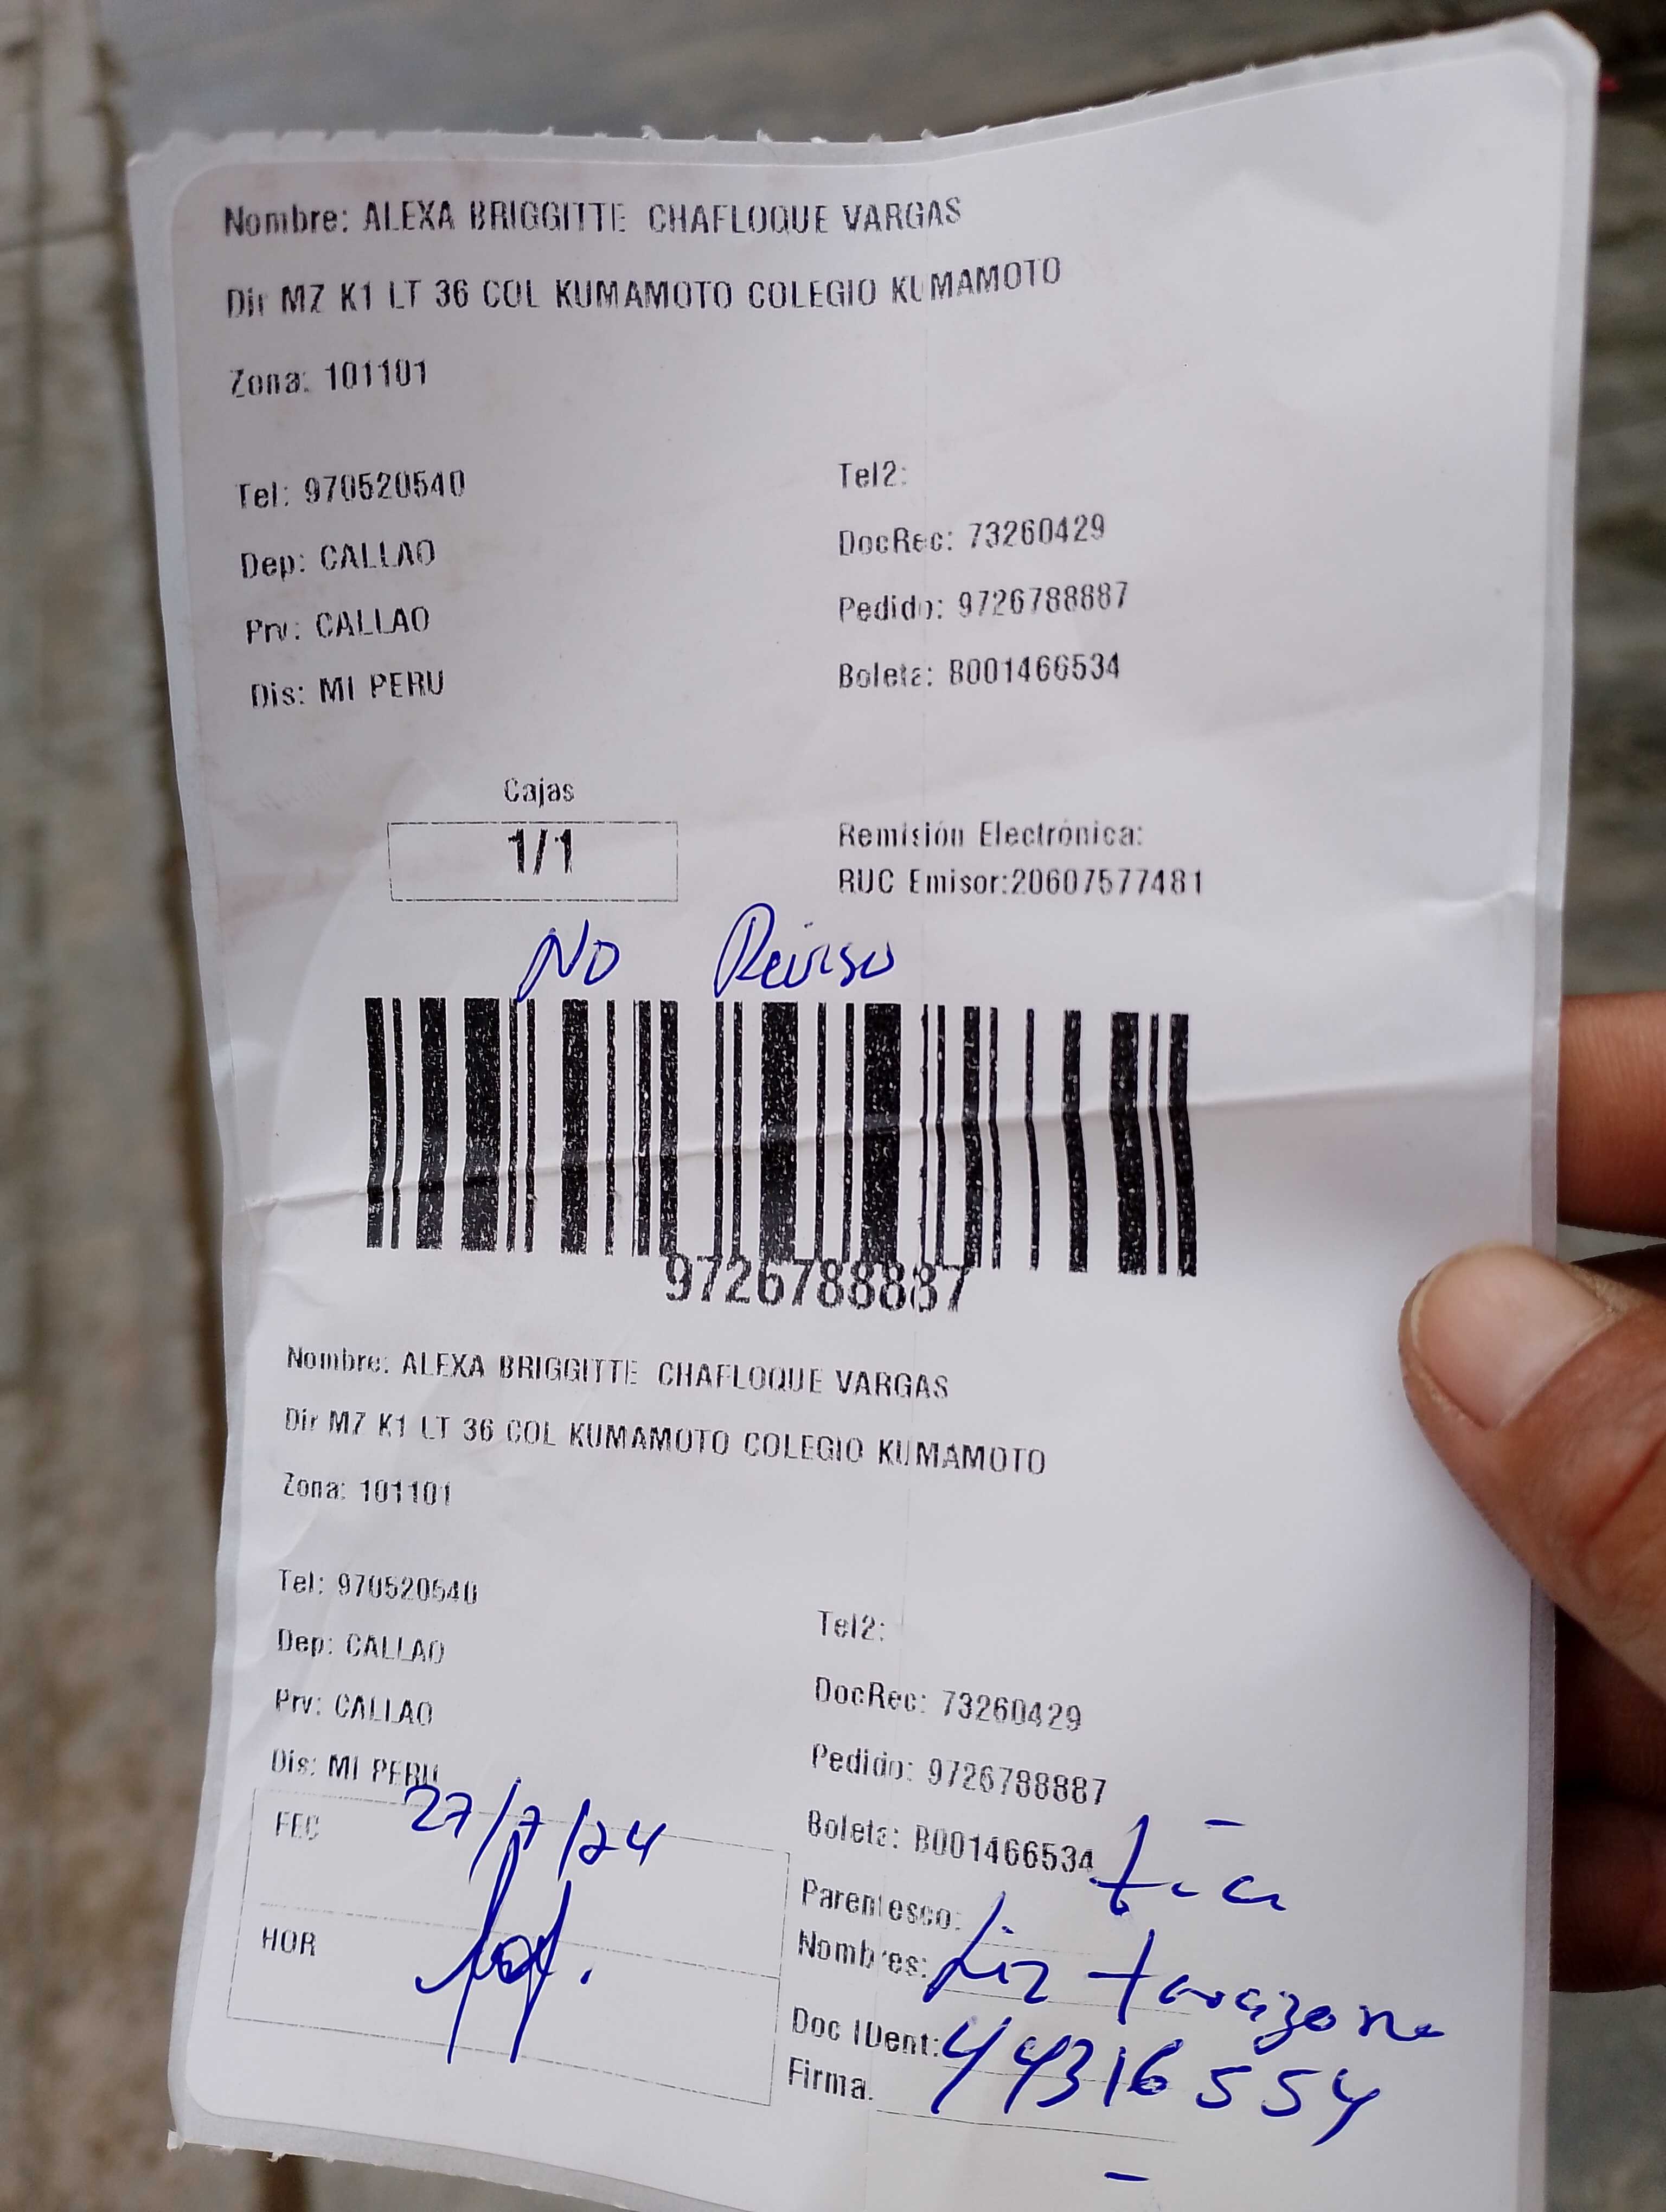 Nombre: ALEXA BRIGGITTE CHAFLOQUE VARGAS
Dir MZ K1 LT 36 COL KUMAMOTO COLEGIO KUMAMOTO
Zona: 101101
Tel: 970520540
Tel2:
Dep: CALLAO
DocRec: 73260429
Prv: CALLAO
Pedido: 9726788887
Dis: MI PERU
Boleta: B001466534
Cajas
1/1
Remisión Electrónica:
RUC Emisor:20607577481
NO Reviso
9726788887
Nombre: ALEXA BRIGGITTE CHAFLOQUE VARGAS
Dir MZ K1 LT 36 COL KUMAMOTO COLEGIO KUMAMOTO
Zona: 101101
Tel: 970520540
Tel2:
Dep: CALLAO
DocRec: 73260429
Prv: CALLAO
Pedido: 9726788887
Dis: MI PERU
Boleta: B001466534
FEC 27/7/24
Parentesco: tia
HOR
Nombres: Liz tarazona
Doc IDent: 44316554
Firma.